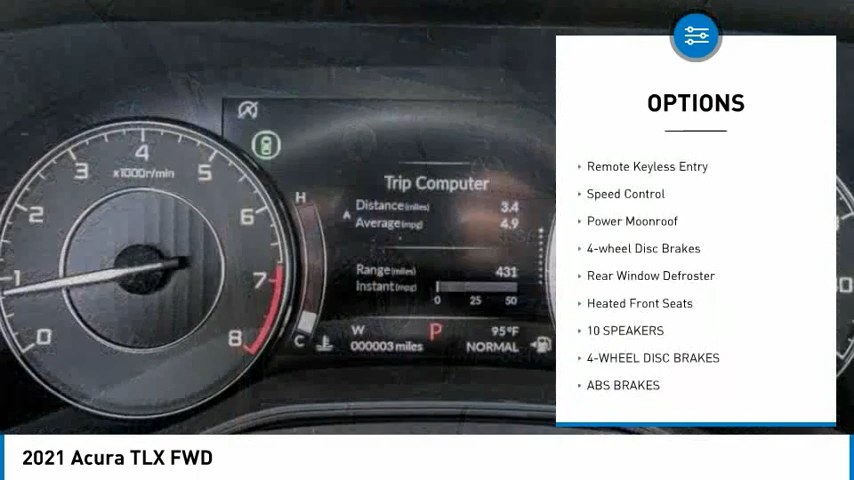 OPTIONS
Remote Keyless Entry
Speed Control
Power Moonroof
4-wheel Disc Brakes
Rear Window Defroster
Heated Front Seats
10 SPEAKERS
4-WHEEL DISC BRAKES
ABS BRAKES
0
1
2
3
4
5
6
7
8
x1000r/min
H
C
Trip Computer
A
Distance(miles) 3.4
Average(mpg) 4.9
Range(miles) 431
Instant(mpg)
0 25 50
W P 95°F
000003 miles NORMAL
2021 Acura TLX FWD